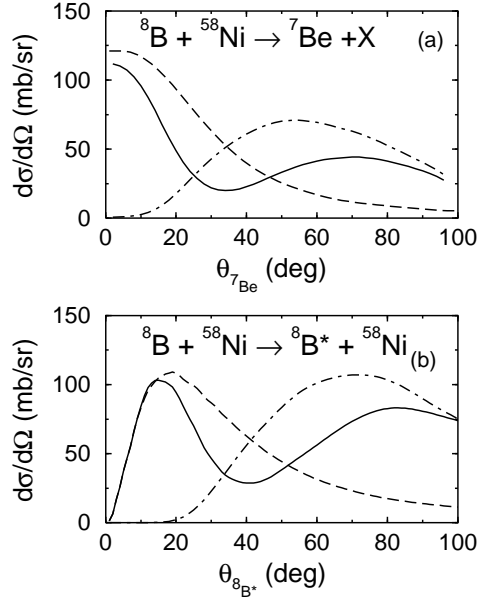 ⁸B + ⁵⁸Ni → ⁷Be +X (a)
150
100
50
0
dσ/dΩ (mb/sr)
0 20 40 60 80 100
θ₇Be (deg)
⁸B + ⁵⁸Ni → ⁸B* + ⁵⁸Ni (b)
150
100
50
0
dσ/dΩ (mb/sr)
0 20 40 60 80 100
θ₈B* (deg)